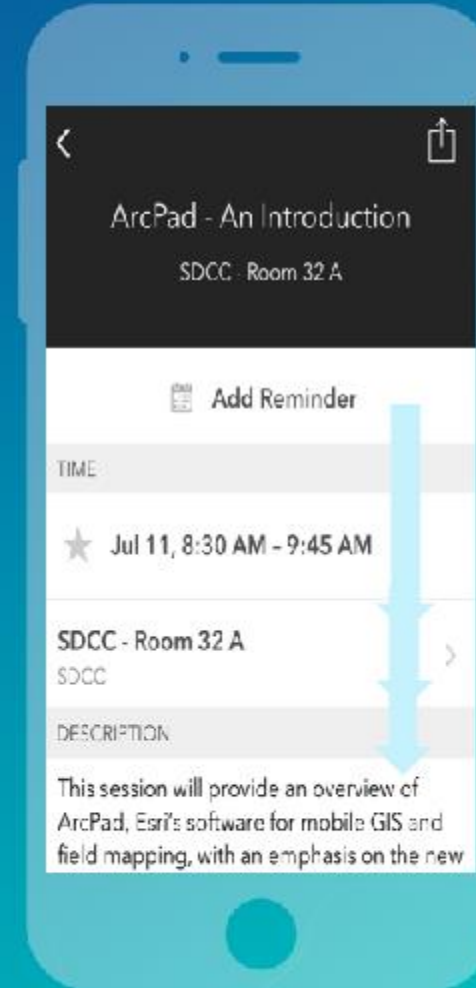 ArcPad - An Introduction
SDCC - Room 32 A
Add Reminder
TIME
Jul 11, 8:30 AM - 9:45 AM
SDCC - Room 32 A
SDCC
DESCRIPTION
This session will provide an overview of
ArcPad, Esri's software for mobile GIS and
field mapping, with an emphasis on the new